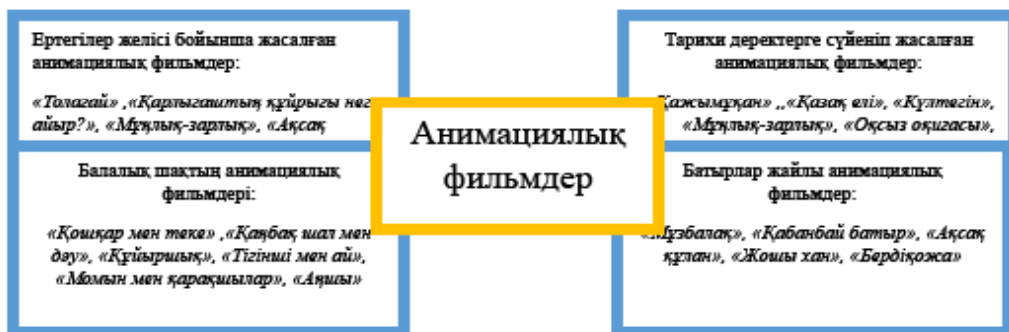 Ертегілер желісі бойынша жасалған
анимациялық фильмдер:
«Толагай» ,«Қарлығаштың құйрығы нег
айыр?», «Мұңлық-зарлық», «Ақсақ
Тарихи деректерге сүйеніп жасалған
анимациялық фильмдер:
Қажымұқан» ,,«Қазақ елі», «Күлтегін»,
«Мұңлық-зарлық», «Оқсыз оқиғасы»,
Анимациялық
фильмдер
Балалық шақтың анимациялық
фильмдері:
«Қошқар мен теке» ,«Қаңбақ шал мен
дәу», «Құйыршық», «Тігінші мен ай»,
«Момын мен қарақшылар», «Аңшы»
Батырлар жайлы анимациялық
фильмдер:
«Мұзбалақ», «Қабанбай батыр», «Ақсақ
құлан», «Жошы хан», «Бердіқожа»